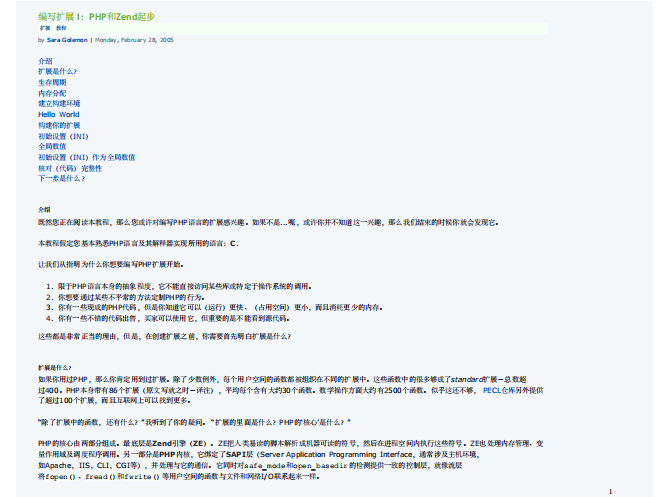 编写扩展 I: PHP和Zend起步
扩展 教程
by Sara Golemon | Monday, February 28, 2005
介绍
扩展是什么?
生存周期
内存分配
建立构建环境
Hello World
构建你的扩展
初始设置（INI）
全局数值
初始设置（INI）作为全局数值
核对（代码）完整性
下一步是什么？
介绍
既然您正在阅读本教程，那么您或许对编写PHP语言的扩展感兴趣。如果不是...呃，或许你并不知道这一兴趣，那么我们结束的时候你就会发现它。
本教程假定您基本熟悉PHP语言及其解释器实现所用的语言：C.
让我们从指明为什么你想要编写PHP扩展开始。
1. 限于PHP语言本身的抽象程度，它不能直接访问某些库或特定于操作系统的调用。
2. 你想要通过某些不平常的方法定制PHP的行为。
3. 你有一些现成的PHP代码，但是你知道它可以（运行）更快、（占用空间）更小，而且消耗更少的内存。
4. 你有一些不错的代码出售，买家可以使用它，但重要的是不能看到源代码。
这些都是非常正当的理由，但是，在创建扩展之前，你需要首先明白扩展是什么？
扩展是什么?
如果你用过PHP，那么你肯定用到过扩展。除了少数例外，每个用户空间的函数都被组织在不同的扩展中。这些函数中的很多够成了standard扩展－总数超
过400。PHP本身带有86个扩展（原文写就之时－译注），平均每个含有大约30个函数。数学操作方面大约有2500个函数。似乎这还不够， PECL仓库另外提供
了超过100个扩展，而且互联网上可以找到更多。
“除了扩展中的函数，还有什么？”我听到了你的疑问。 “扩展的里面是什么？PHP的‘核心’是什么？”
PHP的核心由两部分组成。最底层是Zend引擎（ZE）。ZE把人类易读的脚本解析成机器可读的符号，然后在进程空间内执行这些符号。ZE也处理内存管理、变
量作用域及调度程序调用。另一部分是PHP内核，它绑定了SAPI层（Server Application Programming Interface，通常涉及主机环境，
如Apache，IIS，CLI，CGI等），并处理与它的通信。它同时对safe_mode和open_basedir的检测提供一致的控制层，就像流层
将fopen()、fread()和fwrite()等用户空间的函数与文件和网络I/O联系起来一样。
1